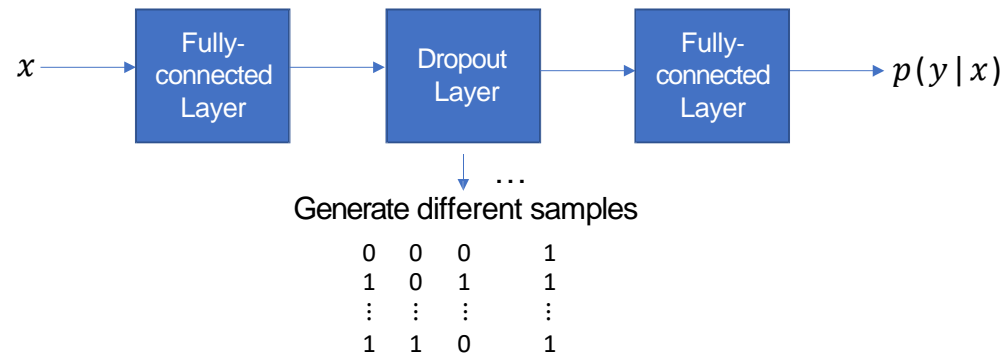 x
Fully-
connected
Layer
Dropout
Layer
Fully-
connected
Layer
p(y|x)
...
Generate different samples
0 0 0 1
1 0 1 1
⋮ ⋮ ⋮ ⋮
1 1 0 1